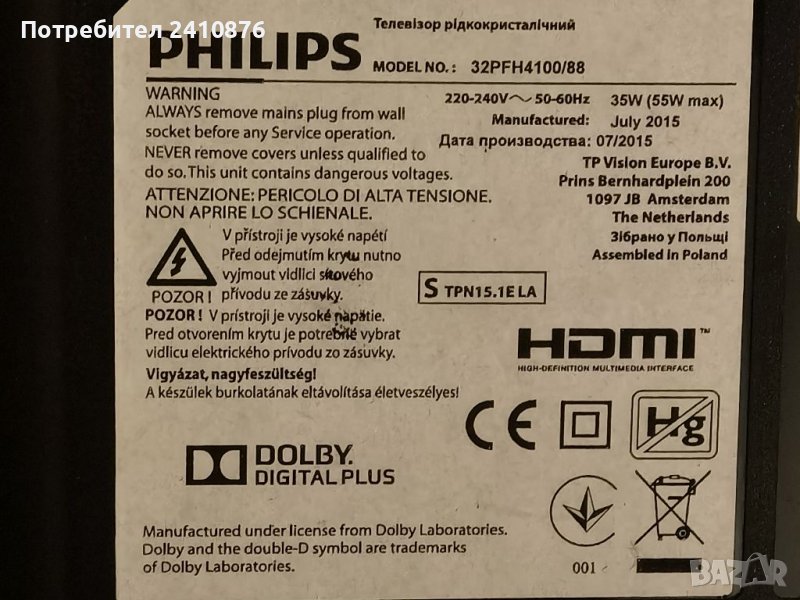 Потребител 2410876
Телевізор рідкокристалічний
PHILIPS
MODEL NO.: 32PFH4100/88
WARNING
ALWAYS remove mains plug from wall
socket before any Service operation.
NEVER remove covers unless qualified to
do so. This unit contains dangerous voltages.
ATTENZIONE: PERICOLO DI ALTA TENSIONE.
NON APRIRE LO SCHIENALE.
220-240V~ 50-60Hz 35W (55W max)
Manufactured: July 2015
Дата производства: 07/2015
TP Vision Europe B.V.
Prins Bernhardplein 200
1097 JB Amsterdam
The Netherlands
Зібрано у Польщі
Assembled in Poland
V přístroji je vysoké napětí
Před odejmutím krytu nutno
vyjmout vidlici síťového
POZOR ! přívodu ze zásuvky.
POZOR ! V prístroji je vysoké napätie.
Pred otvorením krytu je potrebné vybrat
vidlicu elektrického prívodu zo zásuvky.
Vigyázat, nagyfeszültség!
A készülek burkolatának eltávolítása életveszélyes!
S TPN15.1E LA
HDMI™
HIGH-DEFINITION MULTIMEDIA INTERFACE
CE
Hg
DOLBY.
DIGITAL PLUS
Manufactured under license from Dolby Laboratories.
Dolby and the double-D symbol are trademarks
of Dolby Laboratories.
001
BAZAR